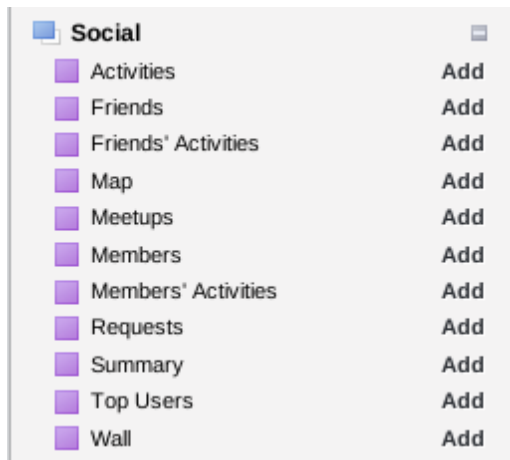 Social
Activities Add
Friends Add
Friends' Activities Add
Map Add
Meetups Add
Members Add
Members' Activities Add
Requests Add
Summary Add
Top Users Add
Wall Add